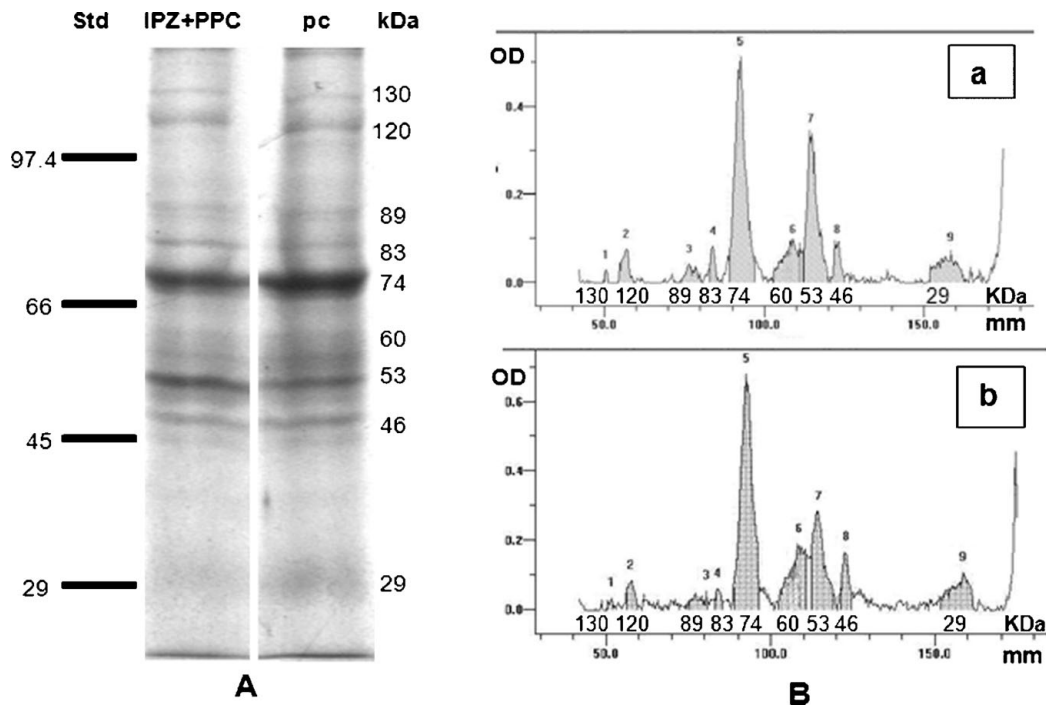 Std IPZ+PPC pc kDa
130
120
97.4
89
83
74
66
60
53
46
45
29 29
A
OD
a
5
0.4
7
0.2
1 2 3 4 6 8 9
0.0
130 120 89 83 74 60 53 46 29 KDa
50.0 100.0 150.0 mm
OD
b
5
0.6
0.4
7
0.2
1 2 3 4 6 8 9
0.0
130 120 89 83 74 60 53 46 29 KDa
50.0 100.0 150.0 mm
B